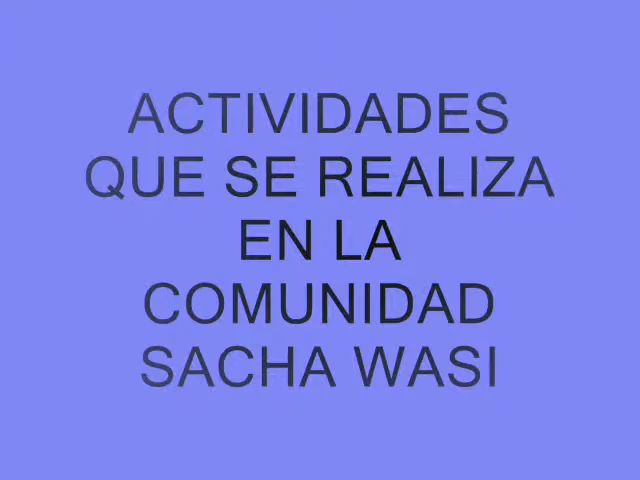 ACTIVIDADES
QUE SE REALIZA
EN LA
COMUNIDAD
SACHA WASI